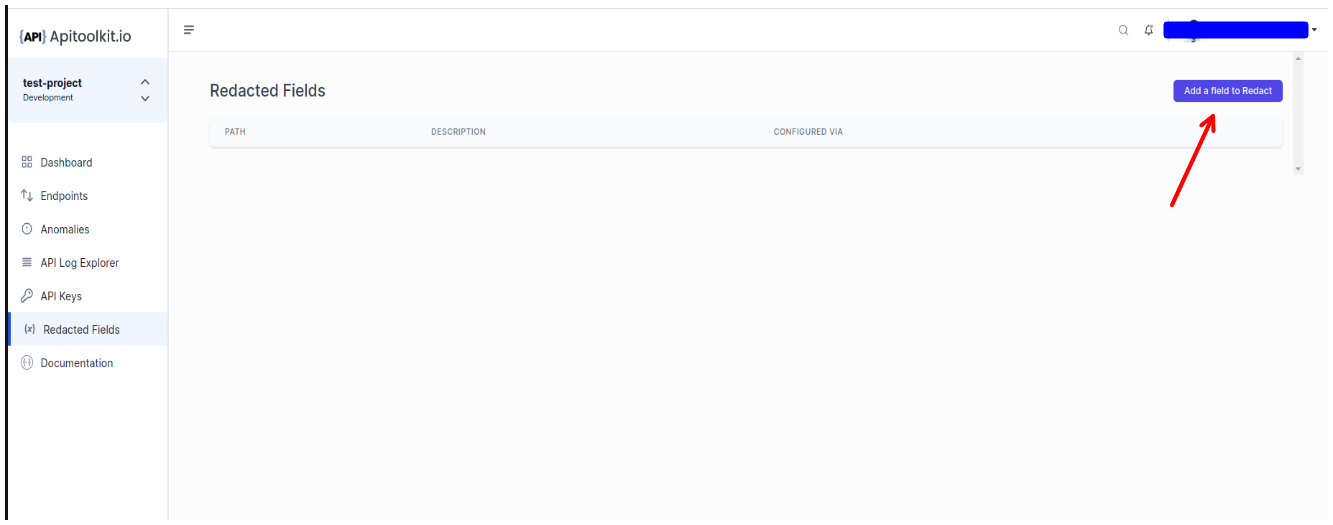 {API} Apitoolkit.io
test-project
Development
Dashboard
Endpoints
Anomalies
API Log Explorer
API Keys
(x) Redacted Fields
Documentation
Redacted Fields
Add a field to Redact
PATH DESCRIPTION CONFIGURED VIA